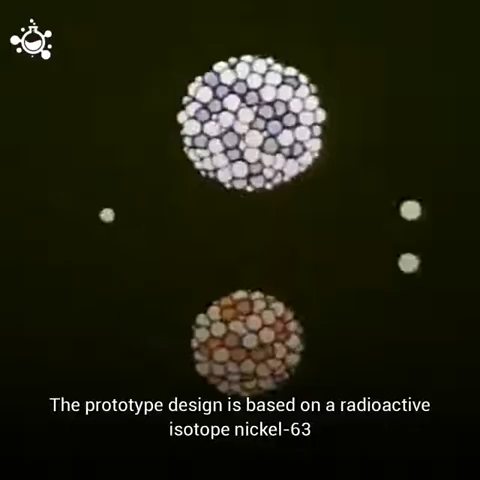 The prototype design is based on a radioactive
isotope nickel-63